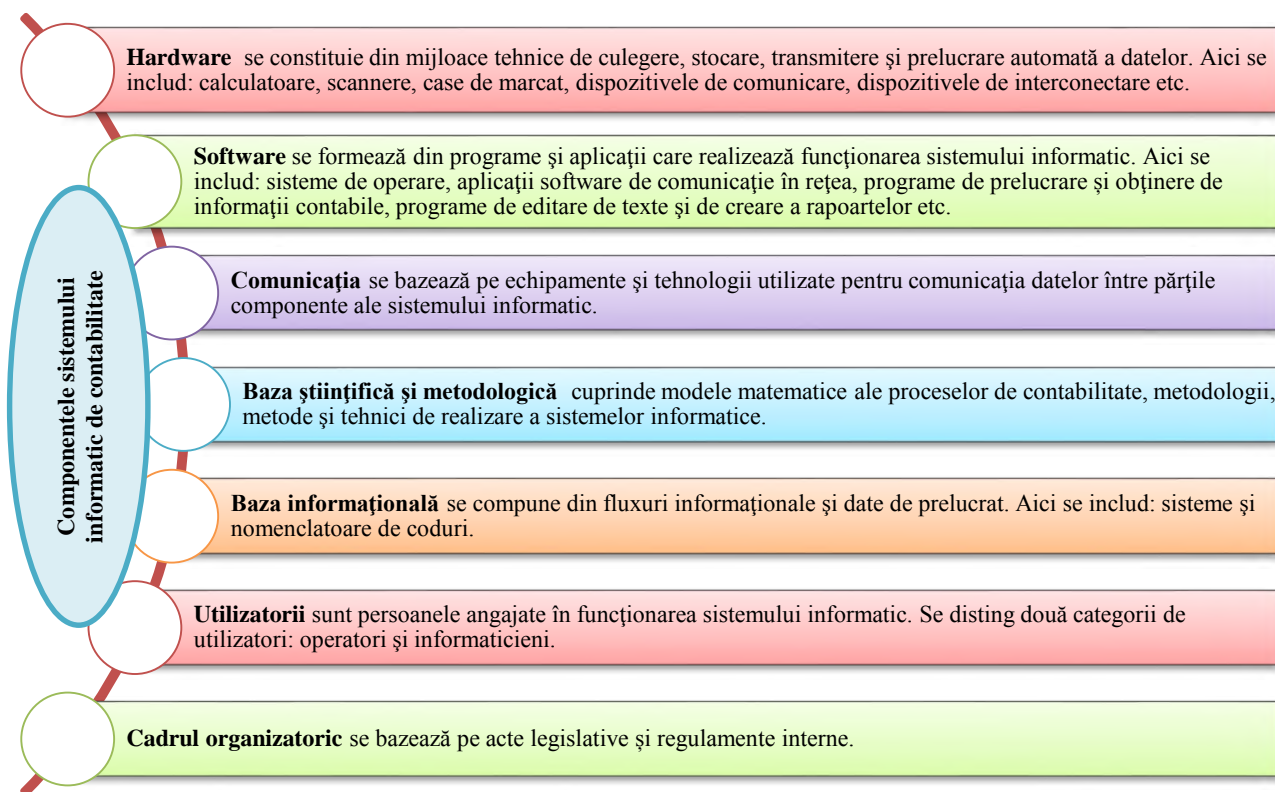 Hardware se constituie din mijloace tehnice de culegere, stocare, transmitere şi prelucrare automată a datelor. Aici se
includ: calculatoare, scannere, case de marcat, dispozitivele de comunicare, dispozitivele de interconectare etc.
Software se formează din programe şi aplicaţii care realizează funcţionarea sistemului informatic. Aici se
includ: sisteme de operare, aplicaţii software de comunicaţie în reţea, programe de prelucrare şi obţinere de
informaţii contabile, programe de editare de texte şi de creare a rapoartelor etc.
Componentele sistemului
informatic de contabilitate
Comunicaţia se bazează pe echipamente şi tehnologii utilizate pentru comunicaţia datelor între părţile
componente ale sistemului informatic.
Baza ştiinţifică şi metodologică cuprinde modele matematice ale proceselor de contabilitate, metodologii,
metode şi tehnici de realizare a sistemelor informatice.
Baza informaţională se compune din fluxuri informaţionale şi date de prelucrat. Aici se includ: sisteme şi
nomenclatoare de coduri.
Utilizatorii sunt persoanele angajate în funcţionarea sistemului informatic. Se disting două categorii de
utilizatori: operatori şi informaticieni.
Cadrul organizatoric se bazează pe acte legislative și regulamente interne.